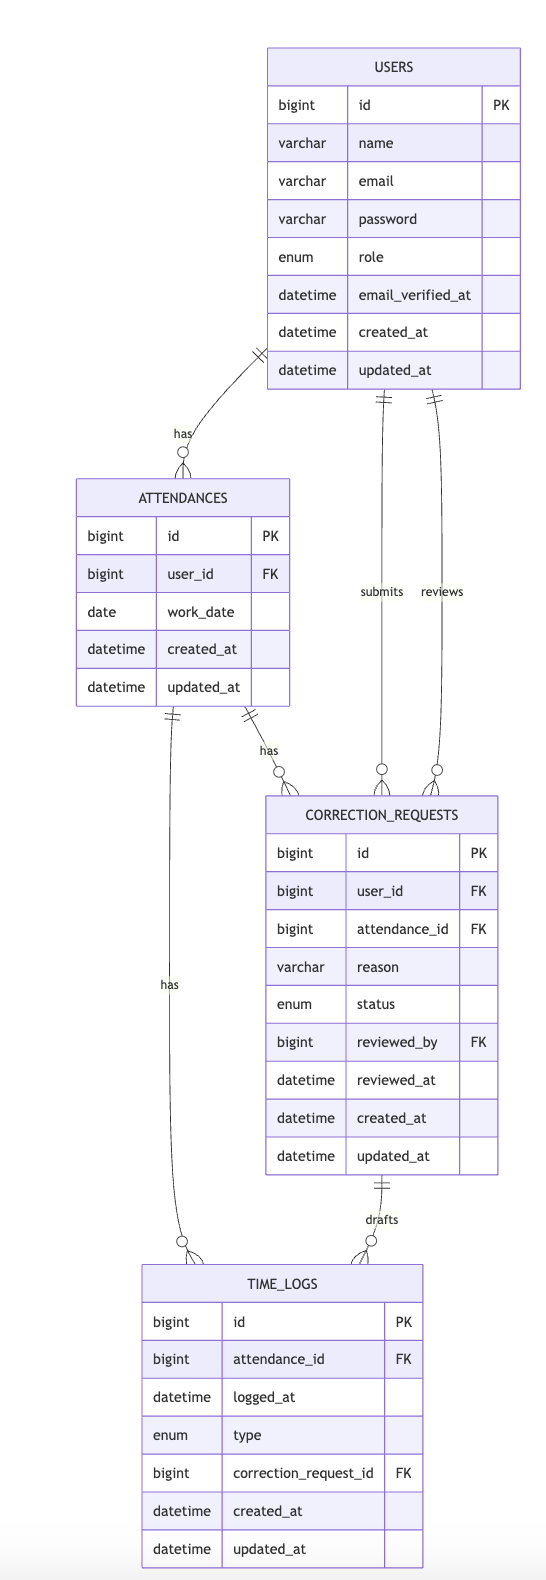 USERS
bigint id PK
varchar name
varchar email
varchar password
enum role
datetime email_verified_at
datetime created_at
datetime updated_at
has
ATTENDANCES
bigint id PK
bigint user_id FK
date work_date
datetime created_at
datetime updated_at
submits
reviews
has
CORRECTION_REQUESTS
bigint id PK
bigint user_id FK
bigint attendance_id FK
varchar reason
enum status
bigint reviewed_by FK
datetime reviewed_at
datetime created_at
datetime updated_at
has
drafts
TIME_LOGS
bigint id PK
bigint attendance_id FK
datetime logged_at
enum type
bigint correction_request_id FK
datetime created_at
datetime updated_at